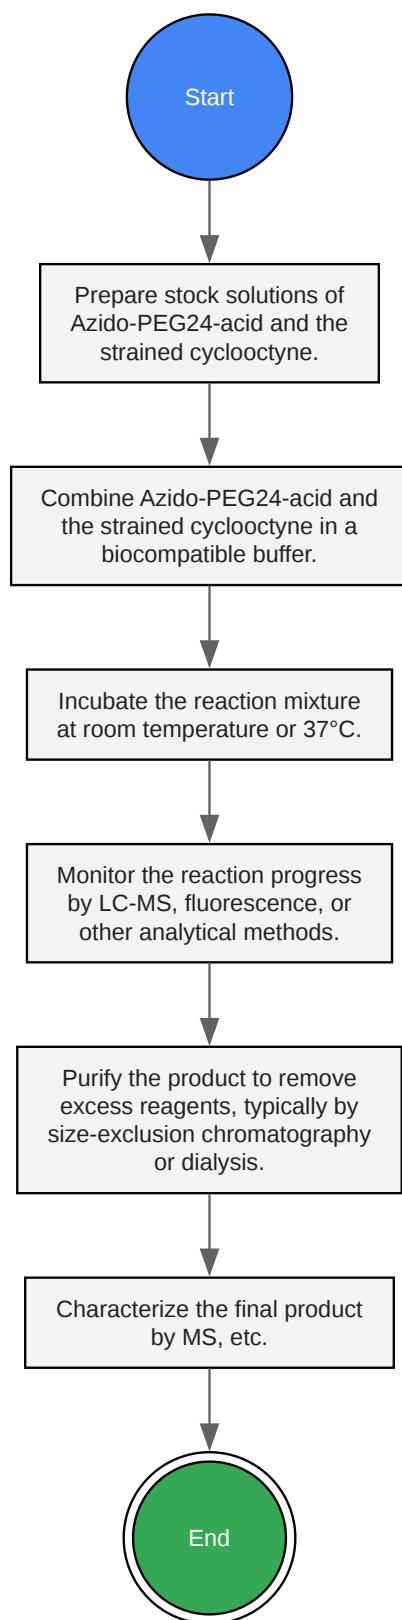 Start
Prepare stock solutions of
Azido-PEG24-acid and the
strained cyclooctyne.
Combine Azido-PEG24-acid and
the strained cyclooctyne in a
biocompatible buffer.
Incubate the reaction mixture
at room temperature or 37°C.
Monitor the reaction progress
by LC-MS, fluorescence, or
other analytical methods.
Purify the product to remove
excess reagents, typically by
size-exclusion chromatography
or dialysis.
Characterize the final product
by MS, etc.
End